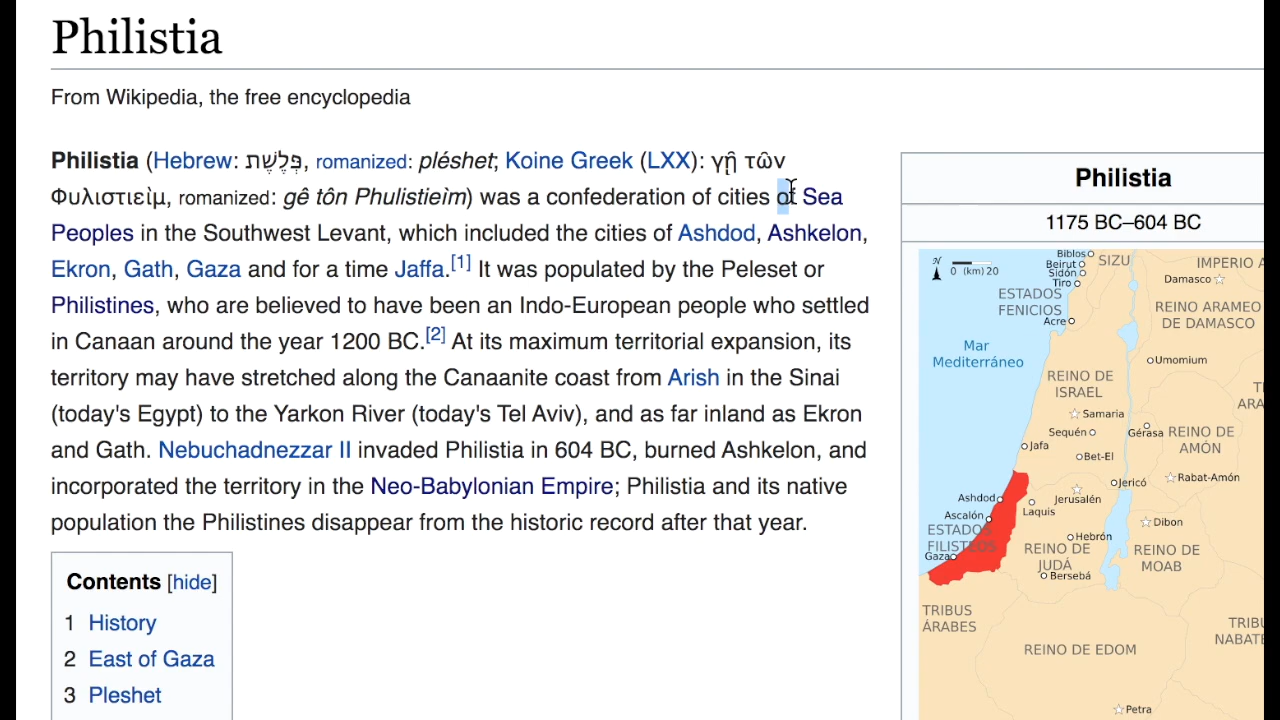 Philistia
From Wikipedia, the free encyclopedia
Philistia (Hebrew: פְּלֶשֶׁת, romanized: pléshet; Koine Greek (LXX): γῆ τῶν
Φυλιστιεὶμ, romanized: gê tôn Phulistieìm) was a confederation of cities of Sea
Peoples in the Southwest Levant, which included the cities of Ashdod, Ashkelon,
Ekron, Gath, Gaza and for a time Jaffa.[1] It was populated by the Peleset or
Philistines, who are believed to have been an Indo-European people who settled
in Canaan around the year 1200 BC.[2] At its maximum territorial expansion, its
territory may have stretched along the Canaanite coast from Arish in the Sinai
(today's Egypt) to the Yarkon River (today's Tel Aviv), and as far inland as Ekron
and Gath. Nebuchadnezzar II invaded Philistia in 604 BC, burned Ashkelon, and
incorporated the territory in the Neo-Babylonian Empire; Philistia and its native
population the Philistines disappear from the historic record after that year.
Contents [hide]
1 History
2 East of Gaza
3 Pleshet
Philistia
1175 BC–604 BC
N
0 (km) 20
Biblos
Beirut
Sidón
Tiro
SIZU
IMPERIO A
Damasco
ESTADOS
FENICIOS
REINO ARAMEO
DE DAMASCO
Acre
Mar
Mediterráneo
Umomium
REINO DE
ISRAEL
TI
ARA
Samaria
Siquén
Gérasa
REINO DE
AMÓN
Jafa
Bet-El
Jericó
Rabat-Amón
Ashdod
Jerusalén
Ascalón
Laquis
Dibon
ESTADOS
FILISTEOS
Gaza
Hebrón
REINO DE
JUDÁ
REINO DE
MOAB
Bersebá
TRIBUS
ÁRABES
TRIBU
NABATE
REINO DE EDOM
Petra